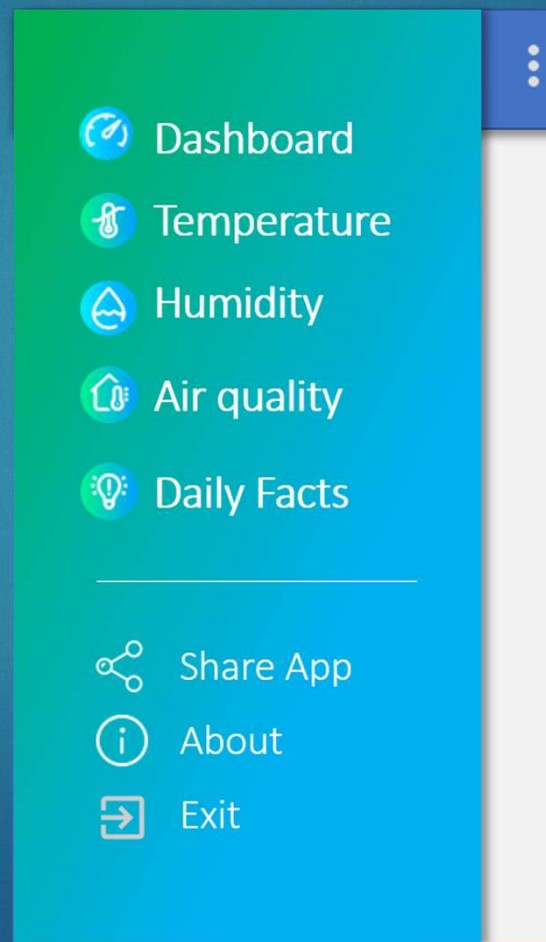 Dashboard
Temperature
Humidity
Air quality
Daily Facts
Share App
About
Exit